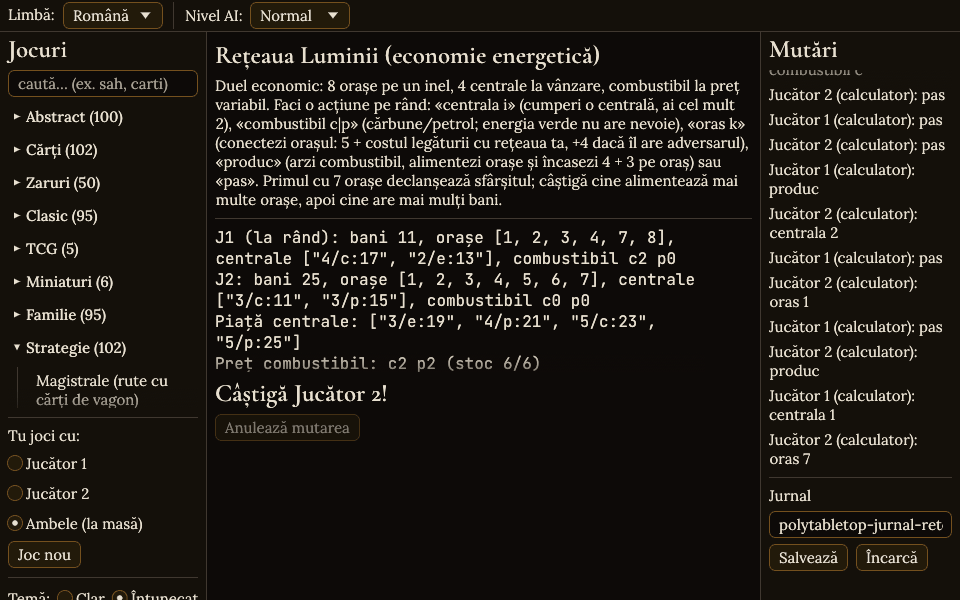 Limbă: Română ▼ Nivel AI: Normal ▼
Jocuri
caută... (ex. sah, carti)
▸ Abstract (100)
▸ Cărți (102)
▸ Zaruri (50)
▸ Clasic (95)
▸ TCG (5)
▸ Miniaturi (6)
▸ Familie (95)
▾ Strategie (102)
Magistrale (rute cu
cărți de vagon)
Tu joci cu:
Jucător 1
Jucător 2
Ambele (la masă)
Joc nou
Temă: Clar Întunecat
Rețeaua Luminii (economie energetică)
Duel economic: 8 orașe pe un inel, 4 centrale la vânzare, combustibil la preț
variabil. Faci o acțiune pe rând: «centrala i» (cumperi o centrală, ai cel mult
2), «combustibil c|p» (cărbune/petrol; energia verde nu are nevoie), «oras k»
(conectezi orașul: 5 + costul legăturii cu rețeaua ta, +4 dacă îl are adversarul),
«produc» (arzi combustibil, alimentezi orașe și încasezi 4 + 3 pe oraș) sau
«pas». Primul cu 7 orașe declanșează sfârșitul; câștigă cine alimentează mai
multe orașe, apoi cine are mai mulți bani.
J1 (la rând): bani 11, orașe [1, 2, 3, 4, 7, 8],
centrale ["4/c:17", "2/e:13"], combustibil c2 p0
J2: bani 25, orașe [1, 2, 3, 4, 5, 6, 7], centrale
["3/c:11", "3/p:15"], combustibil c0 p0
Piață centrale: ["3/e:19", "4/p:21", "5/c:23",
"5/p:25"]
Preț combustibil: c2 p2 (stoc 6/6)
Câștigă Jucător 2!
Anulează mutarea
Mutări
combustibil c
Jucător 2 (calculator): pas
Jucător 1 (calculator): pas
Jucător 2 (calculator): pas
Jucător 1 (calculator):
produc
Jucător 2 (calculator):
centrala 2
Jucător 1 (calculator): pas
Jucător 2 (calculator):
oras 1
Jucător 1 (calculator): pas
Jucător 2 (calculator):
produc
Jucător 1 (calculator):
centrala 1
Jucător 2 (calculator):
oras 7
Jurnal
polytabletop-jurnal-ret
Salvează Încarcă